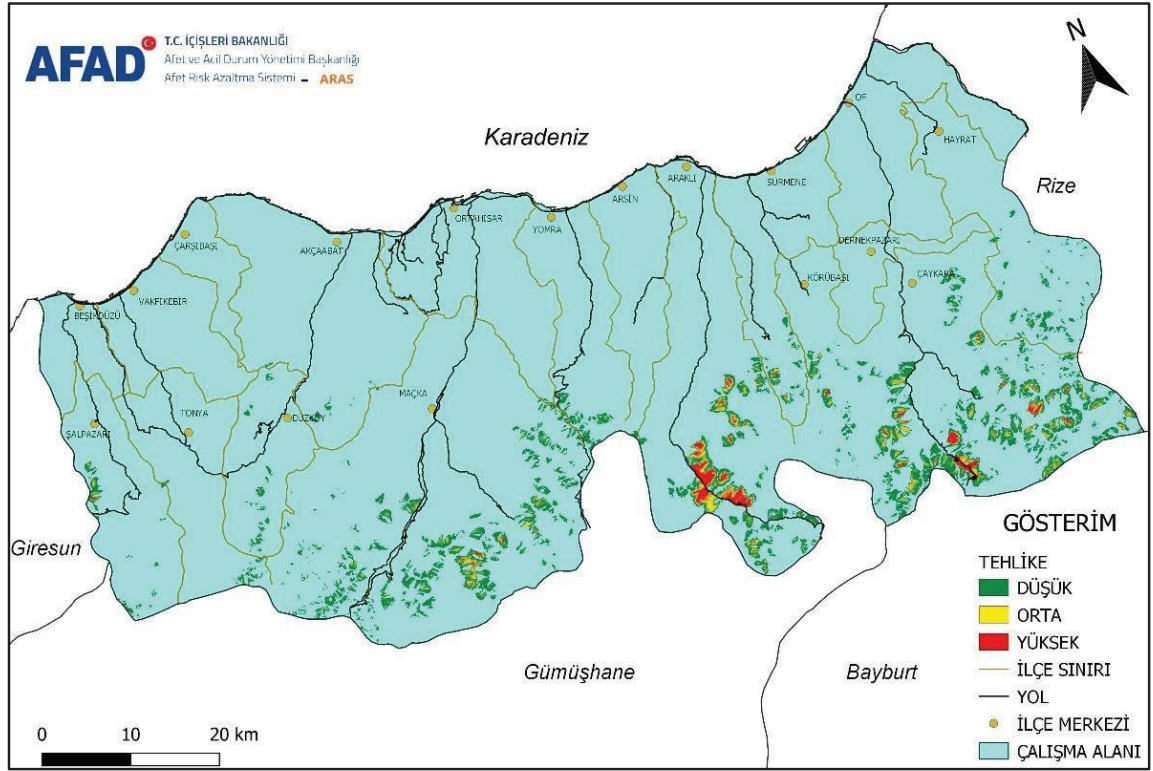 AFAD
T.C. İÇİŞLERİ BAKANLIĞI
Afet ve Acil Durum Yönetimi Başkanlığı
Afet Risk Azaltma Sistemi - ARAS
N
Karadeniz
OF
HAYRAT
Rize
ARAKLI
SÜRMENE
ARSİN
ORTAHİSAR
YOMRA
ÇARŞIBAŞI
AKÇAABAT
DERNEKPAZARI
KÖRÜBAŞI
ÇAYKARA
VAKFIKEBİR
BEŞİKDÜZÜ
MAÇKA
TONYA
DÜZKÖY
ŞALPAZARI
Giresun
Gümüşhane
Bayburt
GÖSTERİM
TEHLİKE
DÜŞÜK
ORTA
YÜKSEK
İLÇE SINIRI
YOL
İLÇE MERKEZİ
ÇALIŞMA ALANI
0 10 20 km